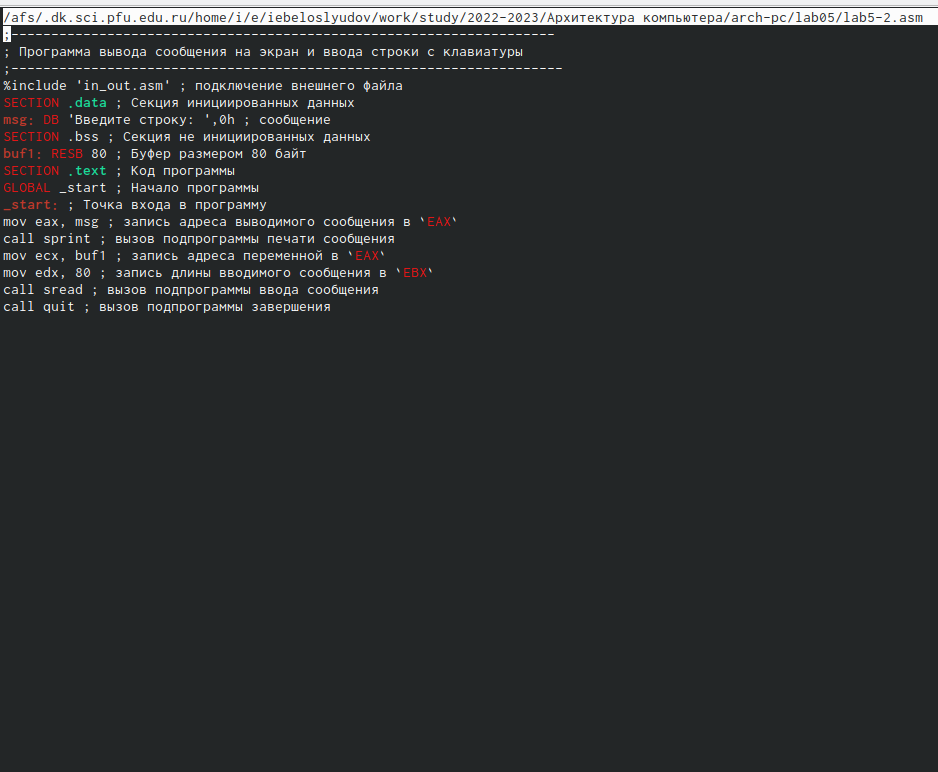 /afs/.dk.sci.pfu.edu.ru/home/i/e/iebeloslyudov/work/study/2022-2023/Архитектура компьютера/arch-pc/lab05/lab5-2.asm
;--------------------------------------------------------------------
; Программа вывода сообщения на экран и ввода строки с клавиатуры
;---------------------------------------------------------------------
%include 'in_out.asm' ; подключение внешнего файла
SECTION .data ; Секция инициированных данных
msg: DB 'Введите строку: ',0h ; сообщение
SECTION .bss ; Секция не инициированных данных
buf1: RESB 80 ; Буфер размером 80 байт
SECTION .text ; Код программы
GLOBAL _start ; Начало программы
_start: ; Точка входа в программу
mov eax, msg ; запись адреса выводимого сообщения в `EAX`
call sprint ; вызов подпрограммы печати сообщения
mov ecx, buf1 ; запись адреса переменной в `EAX`
mov edx, 80 ; запись длины вводимого сообщения в `EBX`
call sread ; вызов подпрограммы ввода сообщения
call quit ; вызов подпрограммы завершения